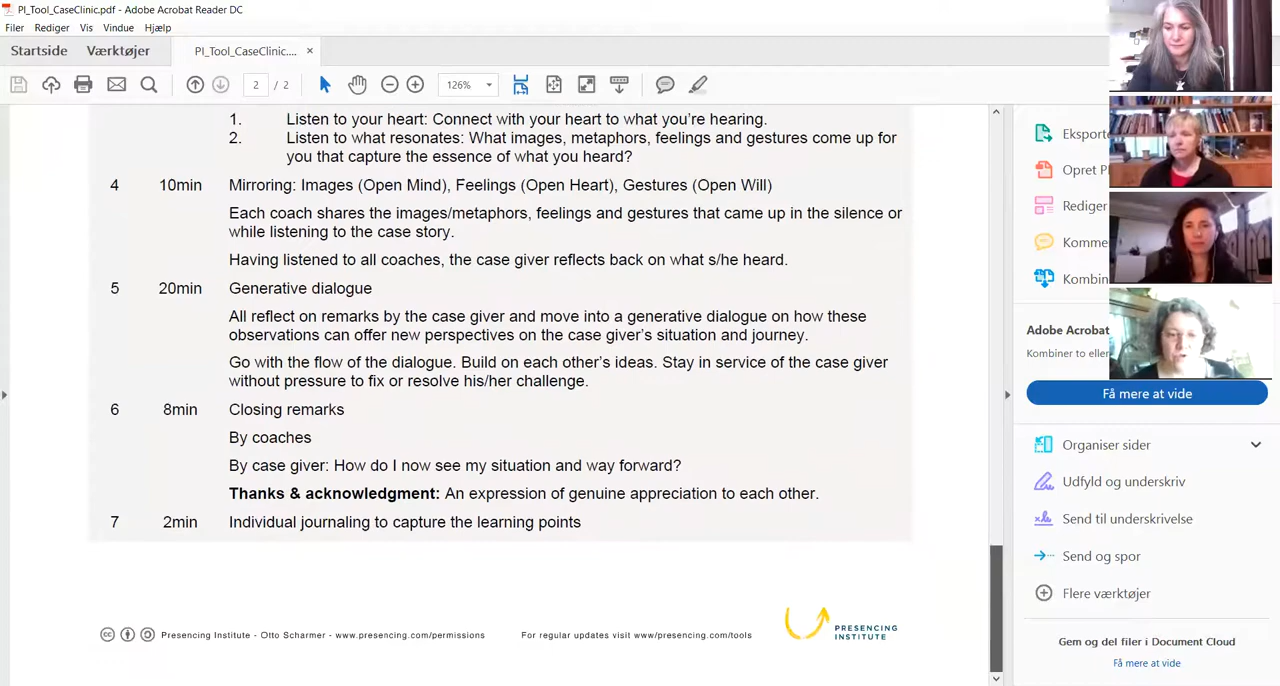 PI_Tool_CaseClinic.pdf - Adobe Acrobat Reader DC
Filer Rediger Vis Vindue Hjælp
Startside Værktøjer PI_Tool_CaseClinic.... ×
2 / 2 126%
1. Listen to your heart: Connect with your heart to what you're hearing.
2. Listen to what resonates: What images, metaphors, feelings and gestures come up for
you that capture the essence of what you heard?
4 10min Mirroring: Images (Open Mind), Feelings (Open Heart), Gestures (Open Will)
Each coach shares the images/metaphors, feelings and gestures that came up in the silence or
while listening to the case story.
Having listened to all coaches, the case giver reflects back on what s/he heard.
5 20min Generative dialogue
All reflect on remarks by the case giver and move into a generative dialogue on how these
observations can offer new perspectives on the case giver's situation and journey.
Go with the flow of the dialogue. Build on each other's ideas. Stay in service of the case giver
without pressure to fix or resolve his/her challenge.
6 8min Closing remarks
By coaches
By case giver: How do I now see my situation and way forward?
Thanks & acknowledgment: An expression of genuine appreciation to each other.
7 2min Individual journaling to capture the learning points
Presencing Institute - Otto Scharmer - www.presencing.com/permissions
For regular updates visit www/presencing.com/tools
PRESENCING
INSTITUTE
Eksporte
Opret P
Rediger
Komme
Kombin
Adobe Acrobat
Kombiner to eller
Få mere at vide
Organiser sider
Udfyld og underskriv
Send til underskrivelse
Send og spor
Flere værktøjer
Gem og del filer i Document Cloud
Få mere at vide